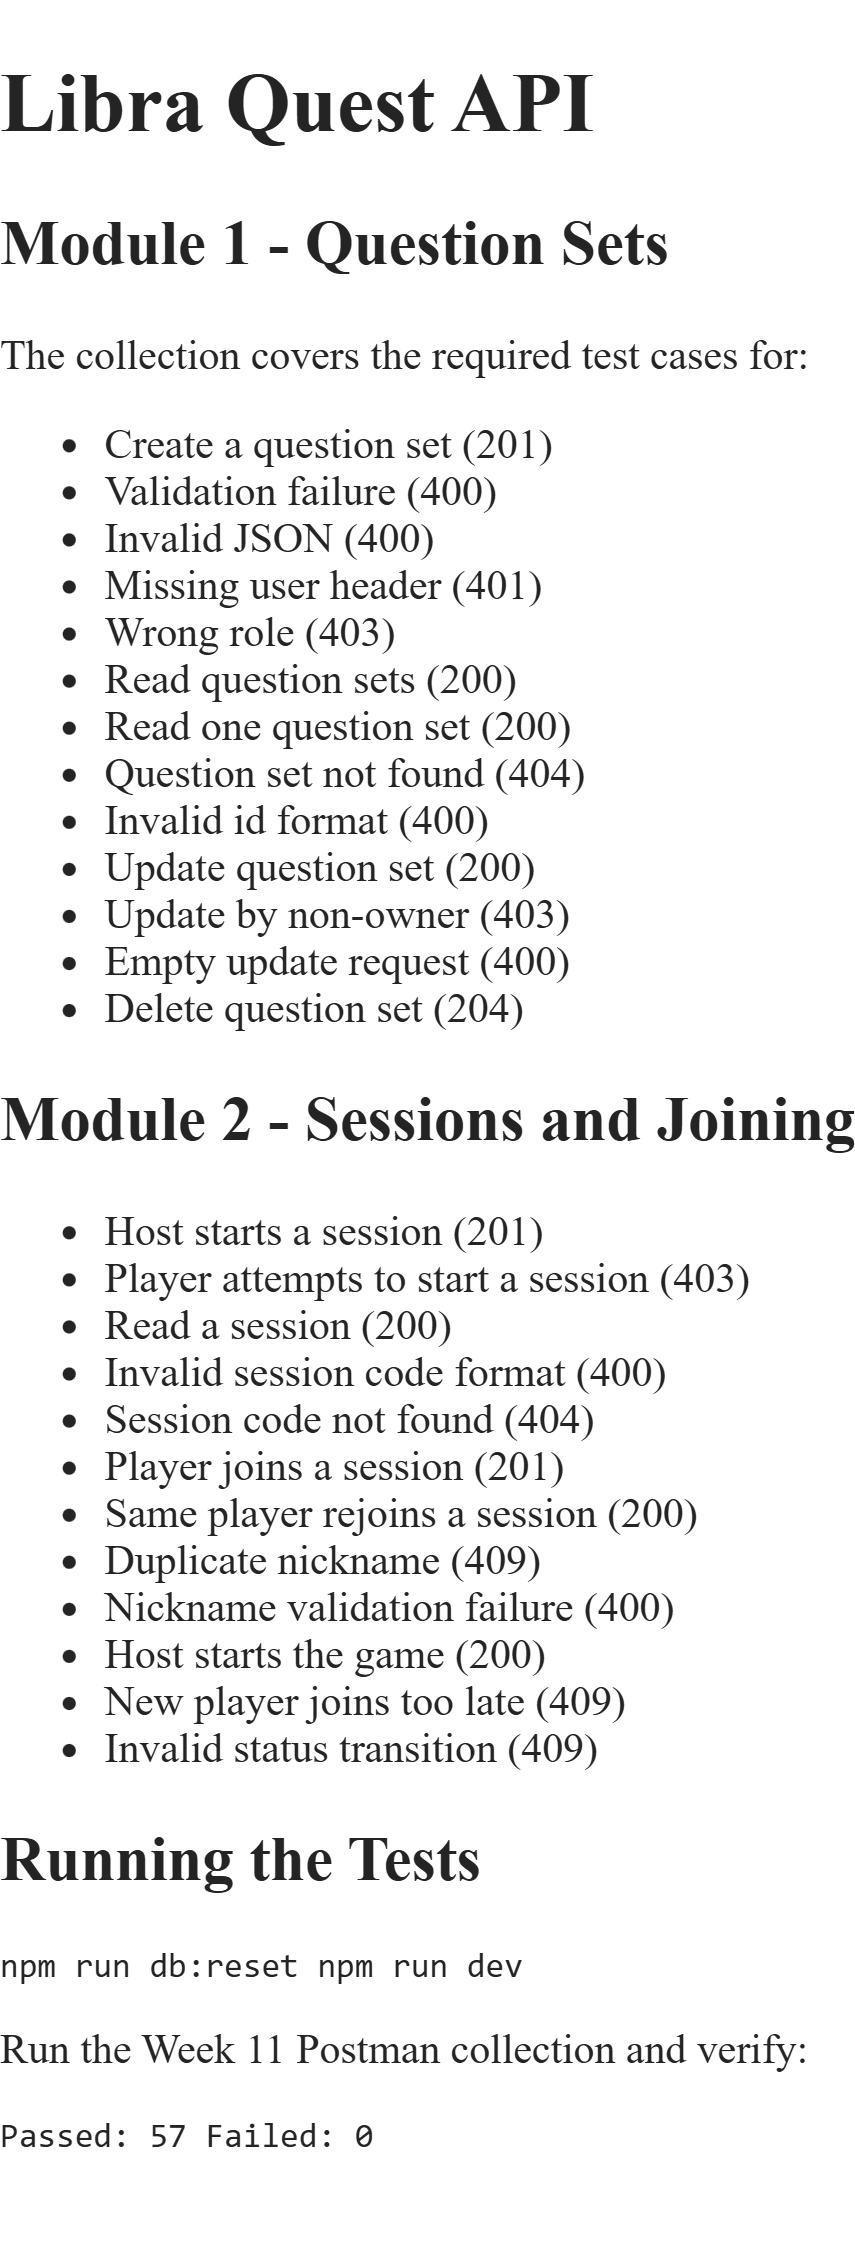 Libra Quest API
Module 1 - Question Sets
The collection covers the required test cases for:
• Create a question set (201)
• Validation failure (400)
• Invalid JSON (400)
• Missing user header (401)
• Wrong role (403)
• Read question sets (200)
• Read one question set (200)
• Question set not found (404)
• Invalid id format (400)
• Update question set (200)
• Update by non-owner (403)
• Empty update request (400)
• Delete question set (204)
Module 2 - Sessions and Joining
• Host starts a session (201)
• Player attempts to start a session (403)
• Read a session (200)
• Invalid session code format (400)
• Session code not found (404)
• Player joins a session (201)
• Same player rejoins a session (200)
• Duplicate nickname (409)
• Nickname validation failure (400)
• Host starts the game (200)
• New player joins too late (409)
• Invalid status transition (409)
Running the Tests
npm run db:reset npm run dev
Run the Week 11 Postman collection and verify:
Passed: 57 Failed: 0